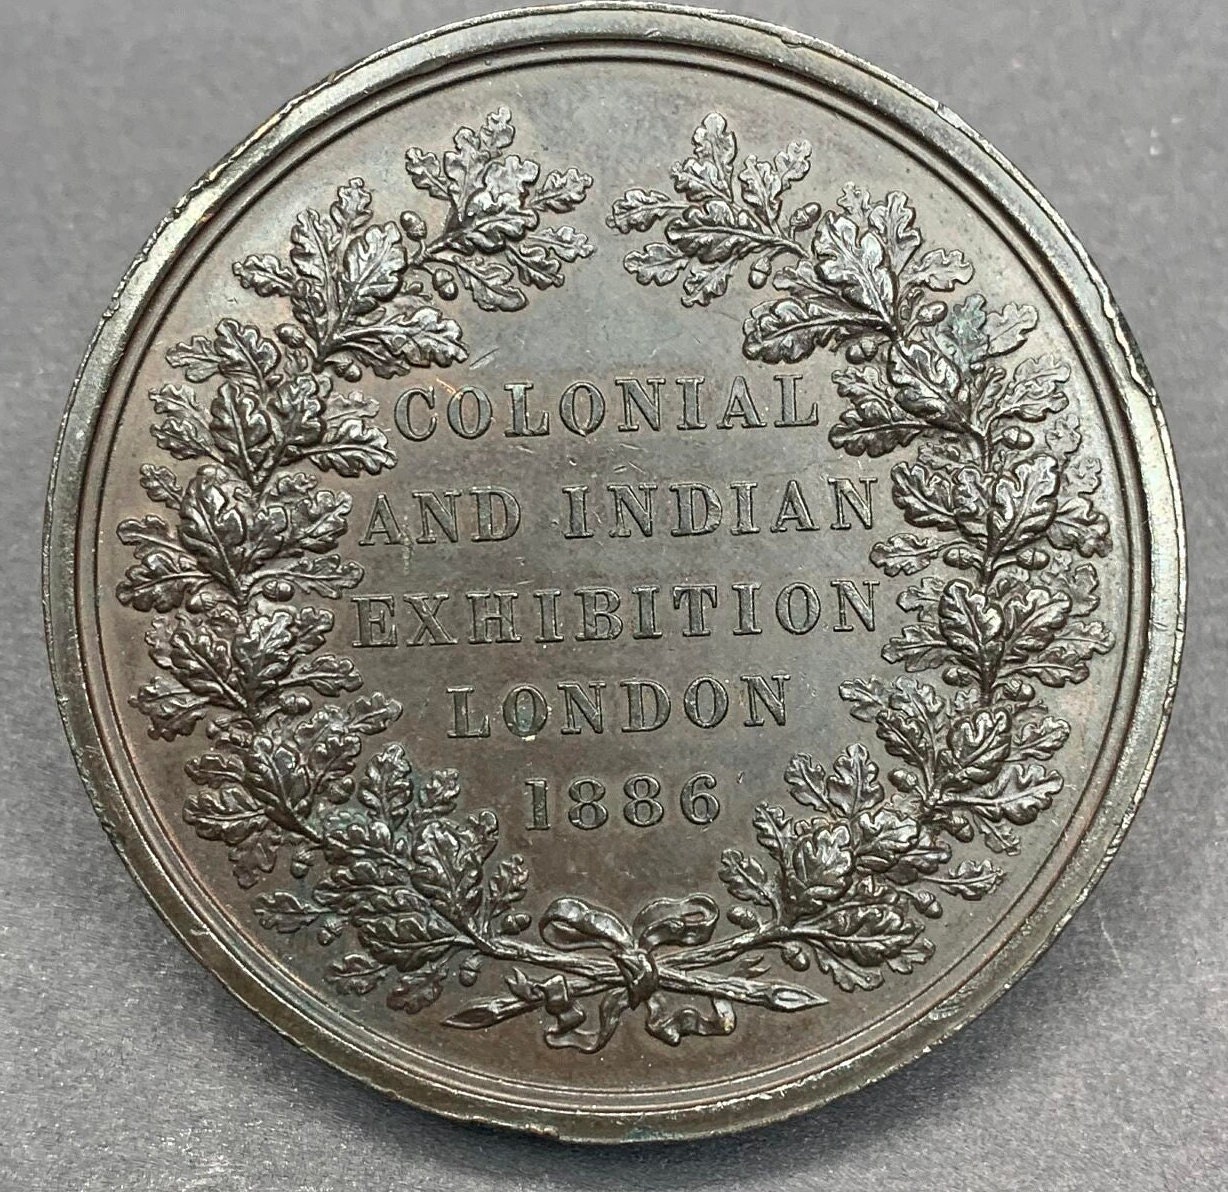 COLONIAL
AND INDIAN
EXHIBITION
LONDON
1886